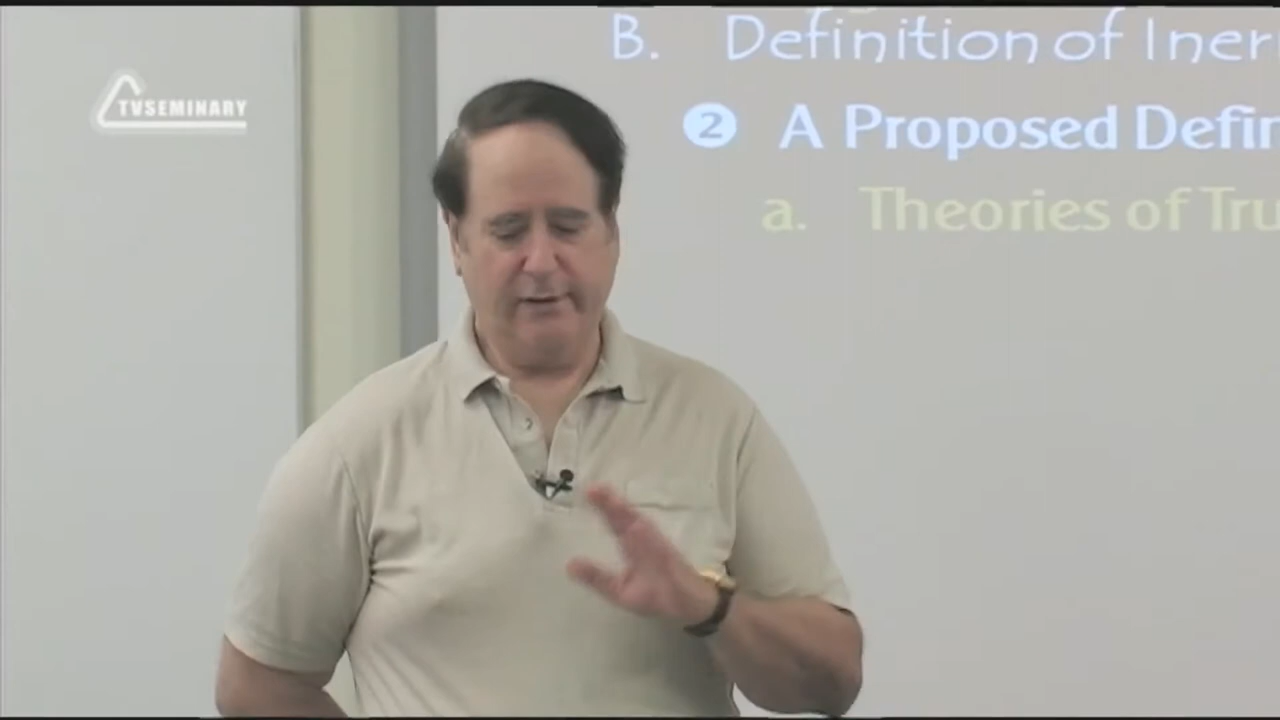 B. Definition of Iner
TVSEMINARY
2 A Proposed Defin
a. Theories of Tru